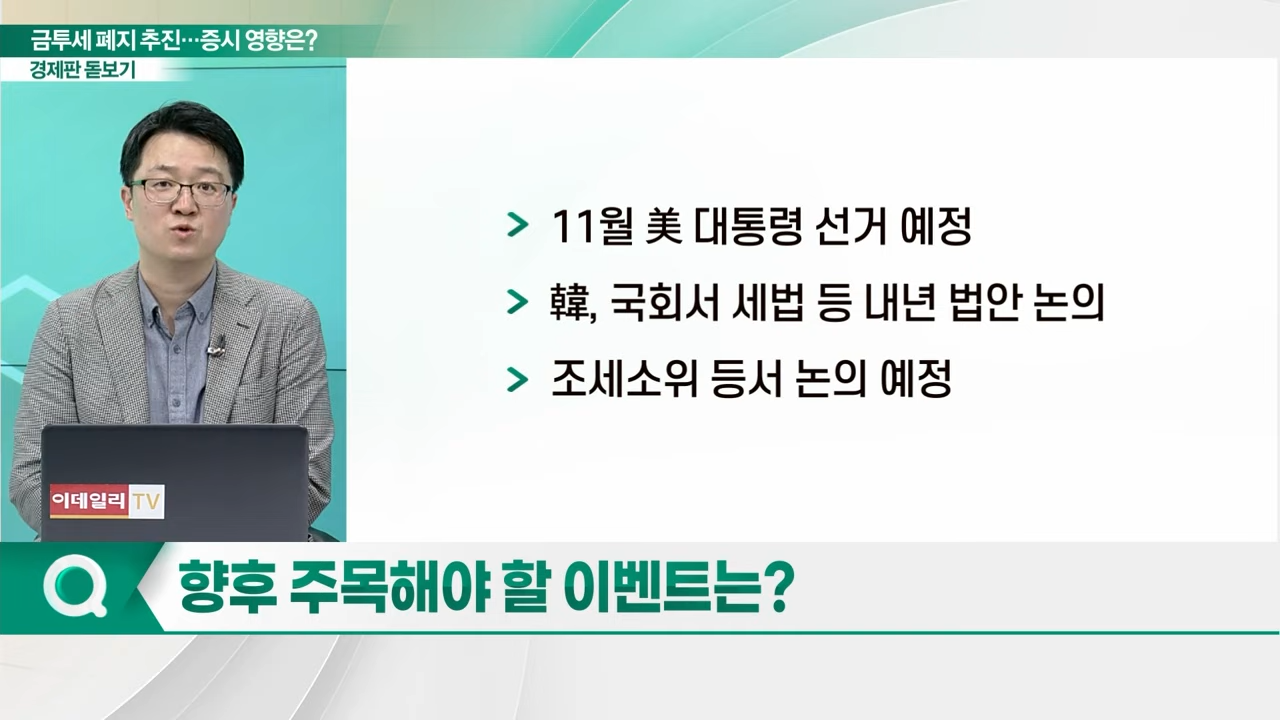 금투세 폐지 추진…증시 영향은?
경제판 돋보기
> 11월 美 대통령 선거 예정
> 韓, 국회서 세법 등 내년 법안 논의
> 조세소위 등서 논의 예정
이데일리 TV
Q 향후 주목해야 할 이벤트는?